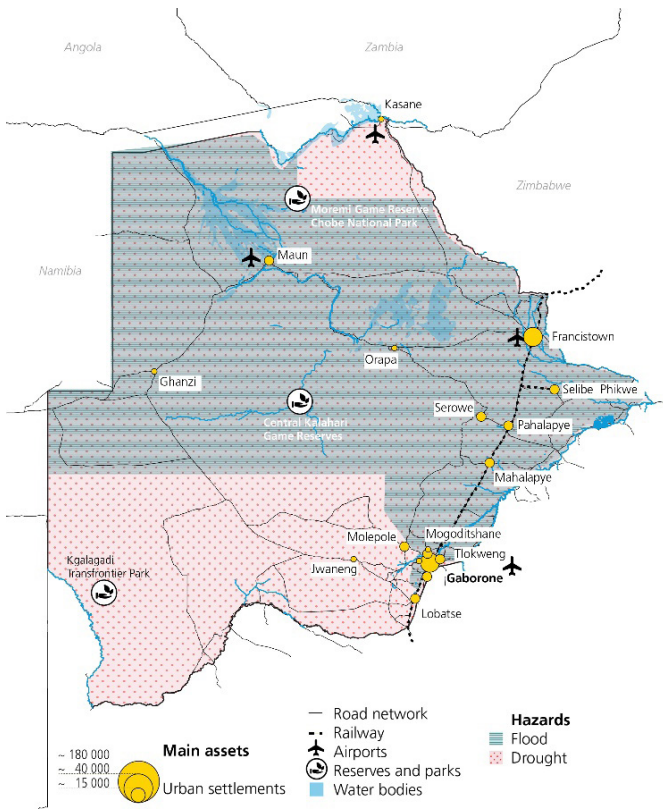 Angola
Zambia
Kasane
Zimbabwe
Moremi Game Reserve
Chobe National Park
Namibia
Maun
Francistown
Orapa
Ghanzi
Selibe Phikwe
Serowe
Central Kalahari
Game Reserves
Pahalapye
Mahalapye
Molepole
Mogoditshane
Tlokweng
Kgalagadi
Transfrontier Park
Jwaneng
Gaborone
Lobatse
Main assets
~ 180 000
~ 40 000
~ 15 000
Urban settlements
Road network
Railway
Airports
Reserves and parks
Water bodies
Hazards
Flood
Drought